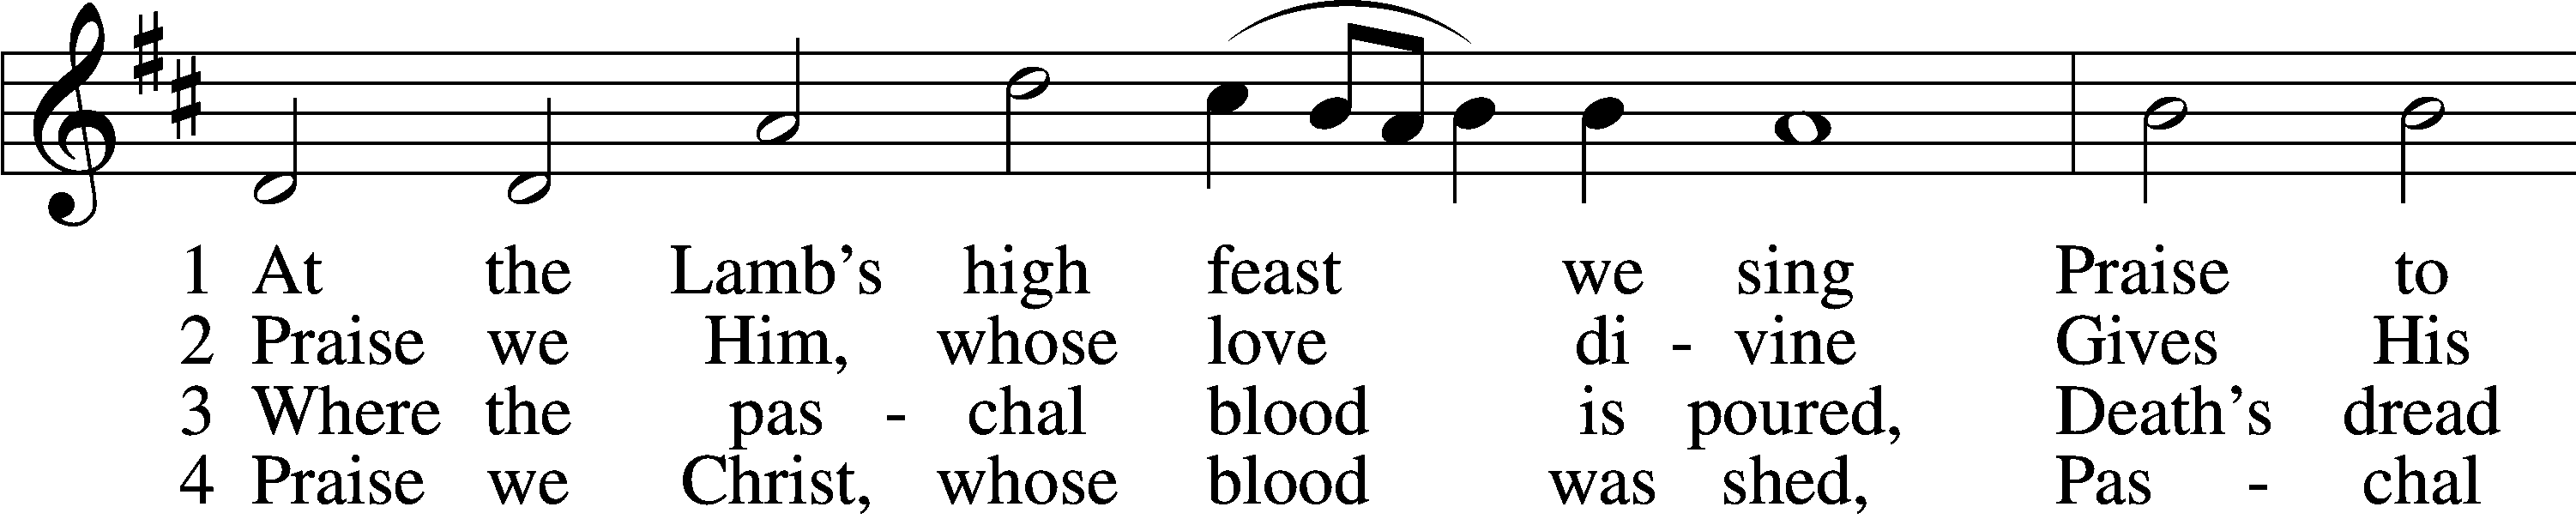 1 At the Lamb’s high feast we sing Praise to
2 Praise we Him, whose love di - vine Gives His
3 Where the pas - chal blood is poured, Death’s dread
4 Praise we Christ, whose blood was shed, Pas - chal